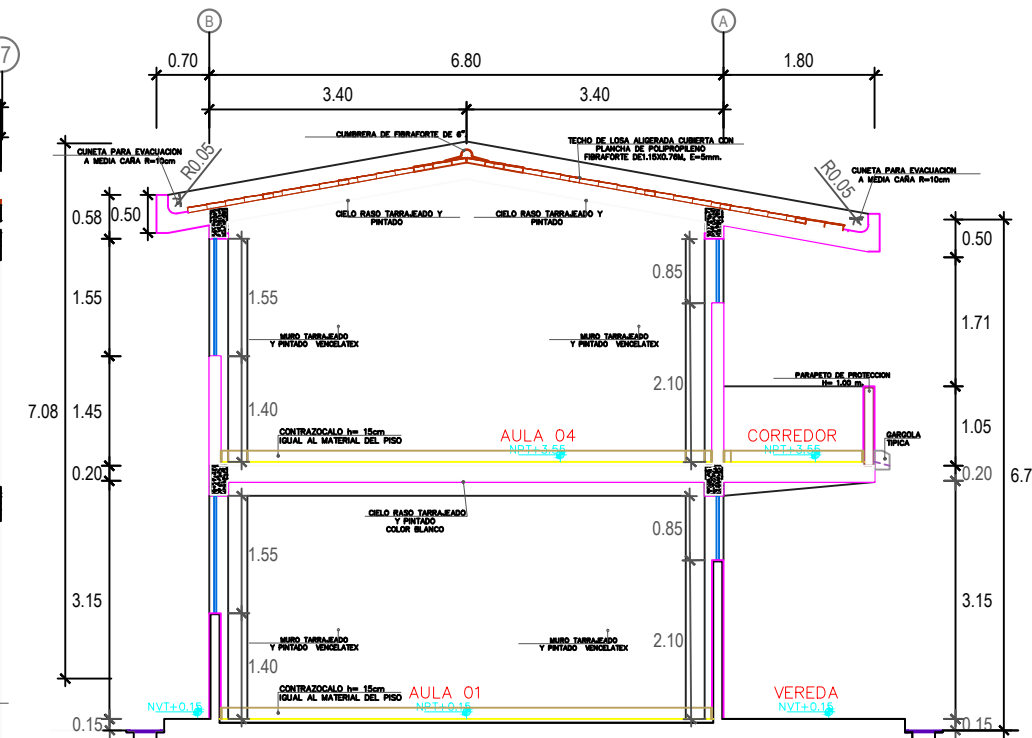 B
A
7
0.70
6.80
1.80
3.40
3.40
CUMBRERA DE FIBRAFORTE DE 6"
TECHO DE LOSA ALIGERADA CUBIERTA CON
PLANCHA DE POLIPROPILENO
FIBRAFORTE DE1.15X0.76M, E=5mm.
CUNETA PARA EVACUACION
A MEDIA CAÑA R=10cm
R0.05
R0.05
CUNETA PARA EVACUACION
A MEDIA CAÑA R=10cm
0.58
0.50
CIELO RASO TARRAJEADO Y
PINTADO
CIELO RASO TARRAJEADO Y
PINTADO
0.50
0.85
1.55
1.55
1.71
MURO TARRAJEADO
Y PINTADO VENCELATEX
MURO TARRAJEADO
Y PINTADO VENCELATEX
PARAPETO DE PROTECCION
H= 1.00 m.
2.10
7.08
1.45
1.40
1.05
CONTRAZOCALO h= 15cm
IGUAL AL MATERIAL DEL PISO
AULA 04
NPT+3.55
CORREDOR
NPT+3.55
GARGOLA
TIPICA
0.20
0.20
6.7
CIELO RASO TARRAJEADO
Y PINTADO
COLOR BLANCO
0.85
1.55
3.15
3.15
MURO TARRAJEADO
Y PINTADO VENCELATEX
MURO TARRAJEADO
Y PINTADO VENCELATEX
2.10
1.40
CONTRAZOCALO h= 15cm
IGUAL AL MATERIAL DEL PISO
AULA 01
NPT+0.15
VEREDA
NVT+0.15
NVT+0.15
0.15
0.15